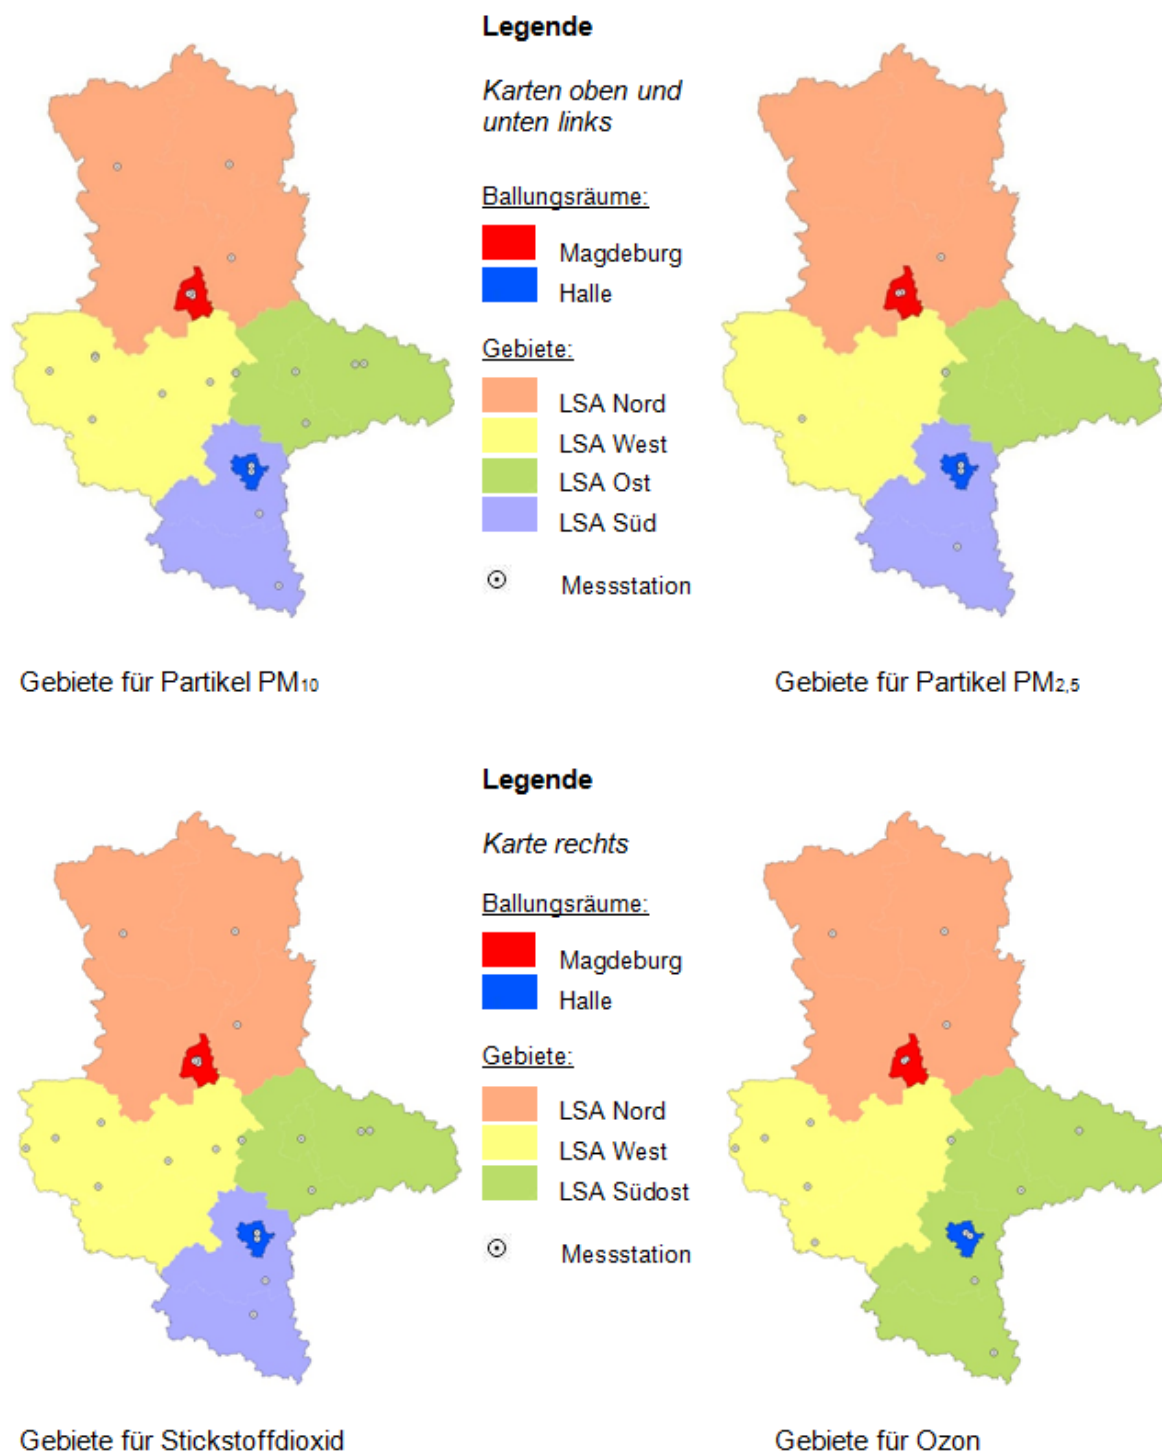 Legende
Karten oben und
unten links
Ballungsräume:
Magdeburg
Halle
Gebiete:
LSA Nord
LSA West
LSA Ost
LSA Süd
Messstation
Gebiete für Partikel PM10
Gebiete für Partikel PM2,5
Legende
Karte rechts
Ballungsräume:
Magdeburg
Halle
Gebiete:
LSA Nord
LSA West
LSA Südost
Messstation
Gebiete für Stickstoffdioxid
Gebiete für Ozon